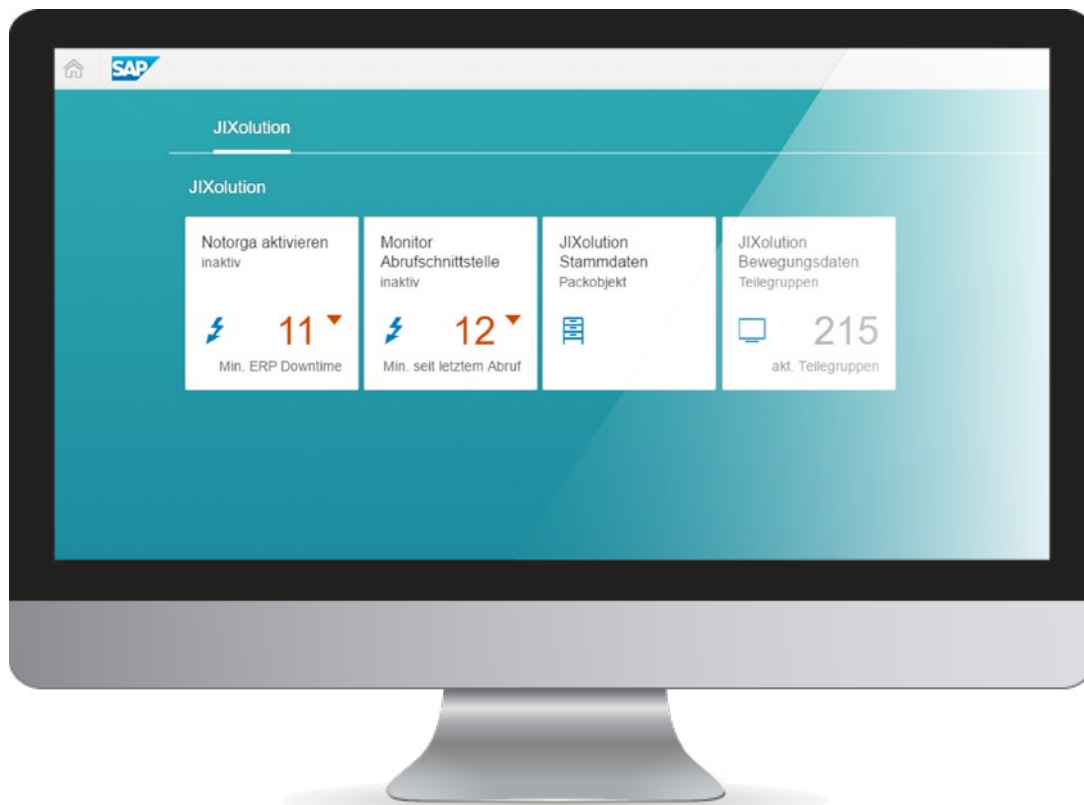 SAP
JIXolution
JIXolution
Notorga aktivieren
inaktiv
11
Min. ERP Downtime
Monitor
Abrufschnittstelle
inaktiv
12
Min. seit letztem Abruf
JIXolution
Stammdaten
Packobjekt
JIXolution
Bewegungsdaten
Teilegruppen
215
akt. Teilegruppen